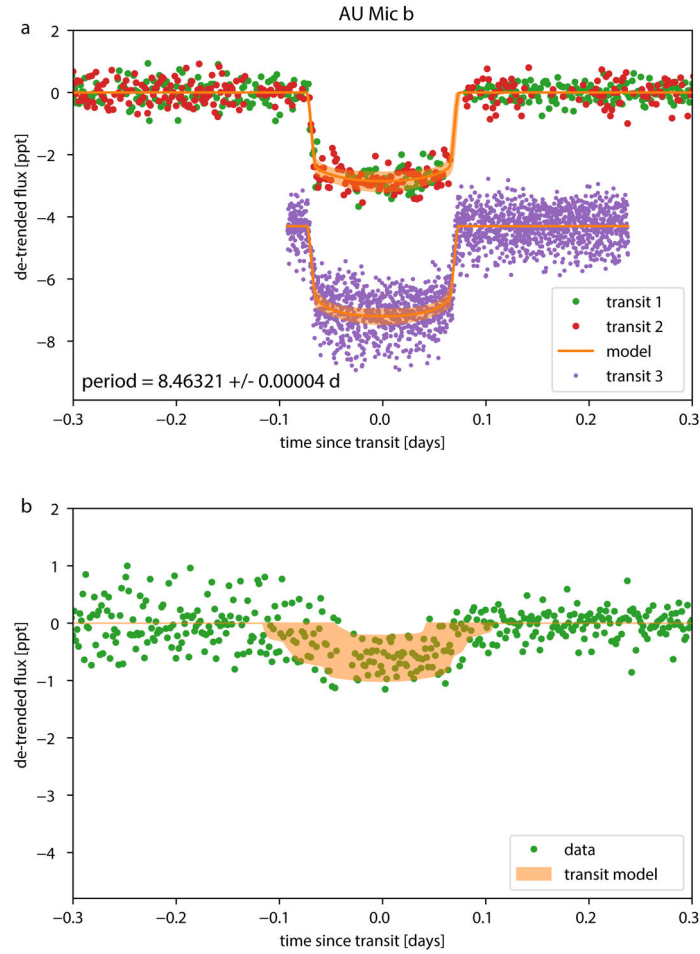 AU Mic b
a
2
0
−2
−4
−6
−8
de-trended flux [ppt]
transit 1
transit 2
model
transit 3
period = 8.46321 +/- 0.00004 d
−0.3 −0.2 −0.1 0.0 0.1 0.2 0.3
time since transit [days]
b
2
1
0
−1
−2
−3
−4
de-trended flux [ppt]
data
transit model
−0.3 −0.2 −0.1 0.0 0.1 0.2 0.3
time since transit [days]